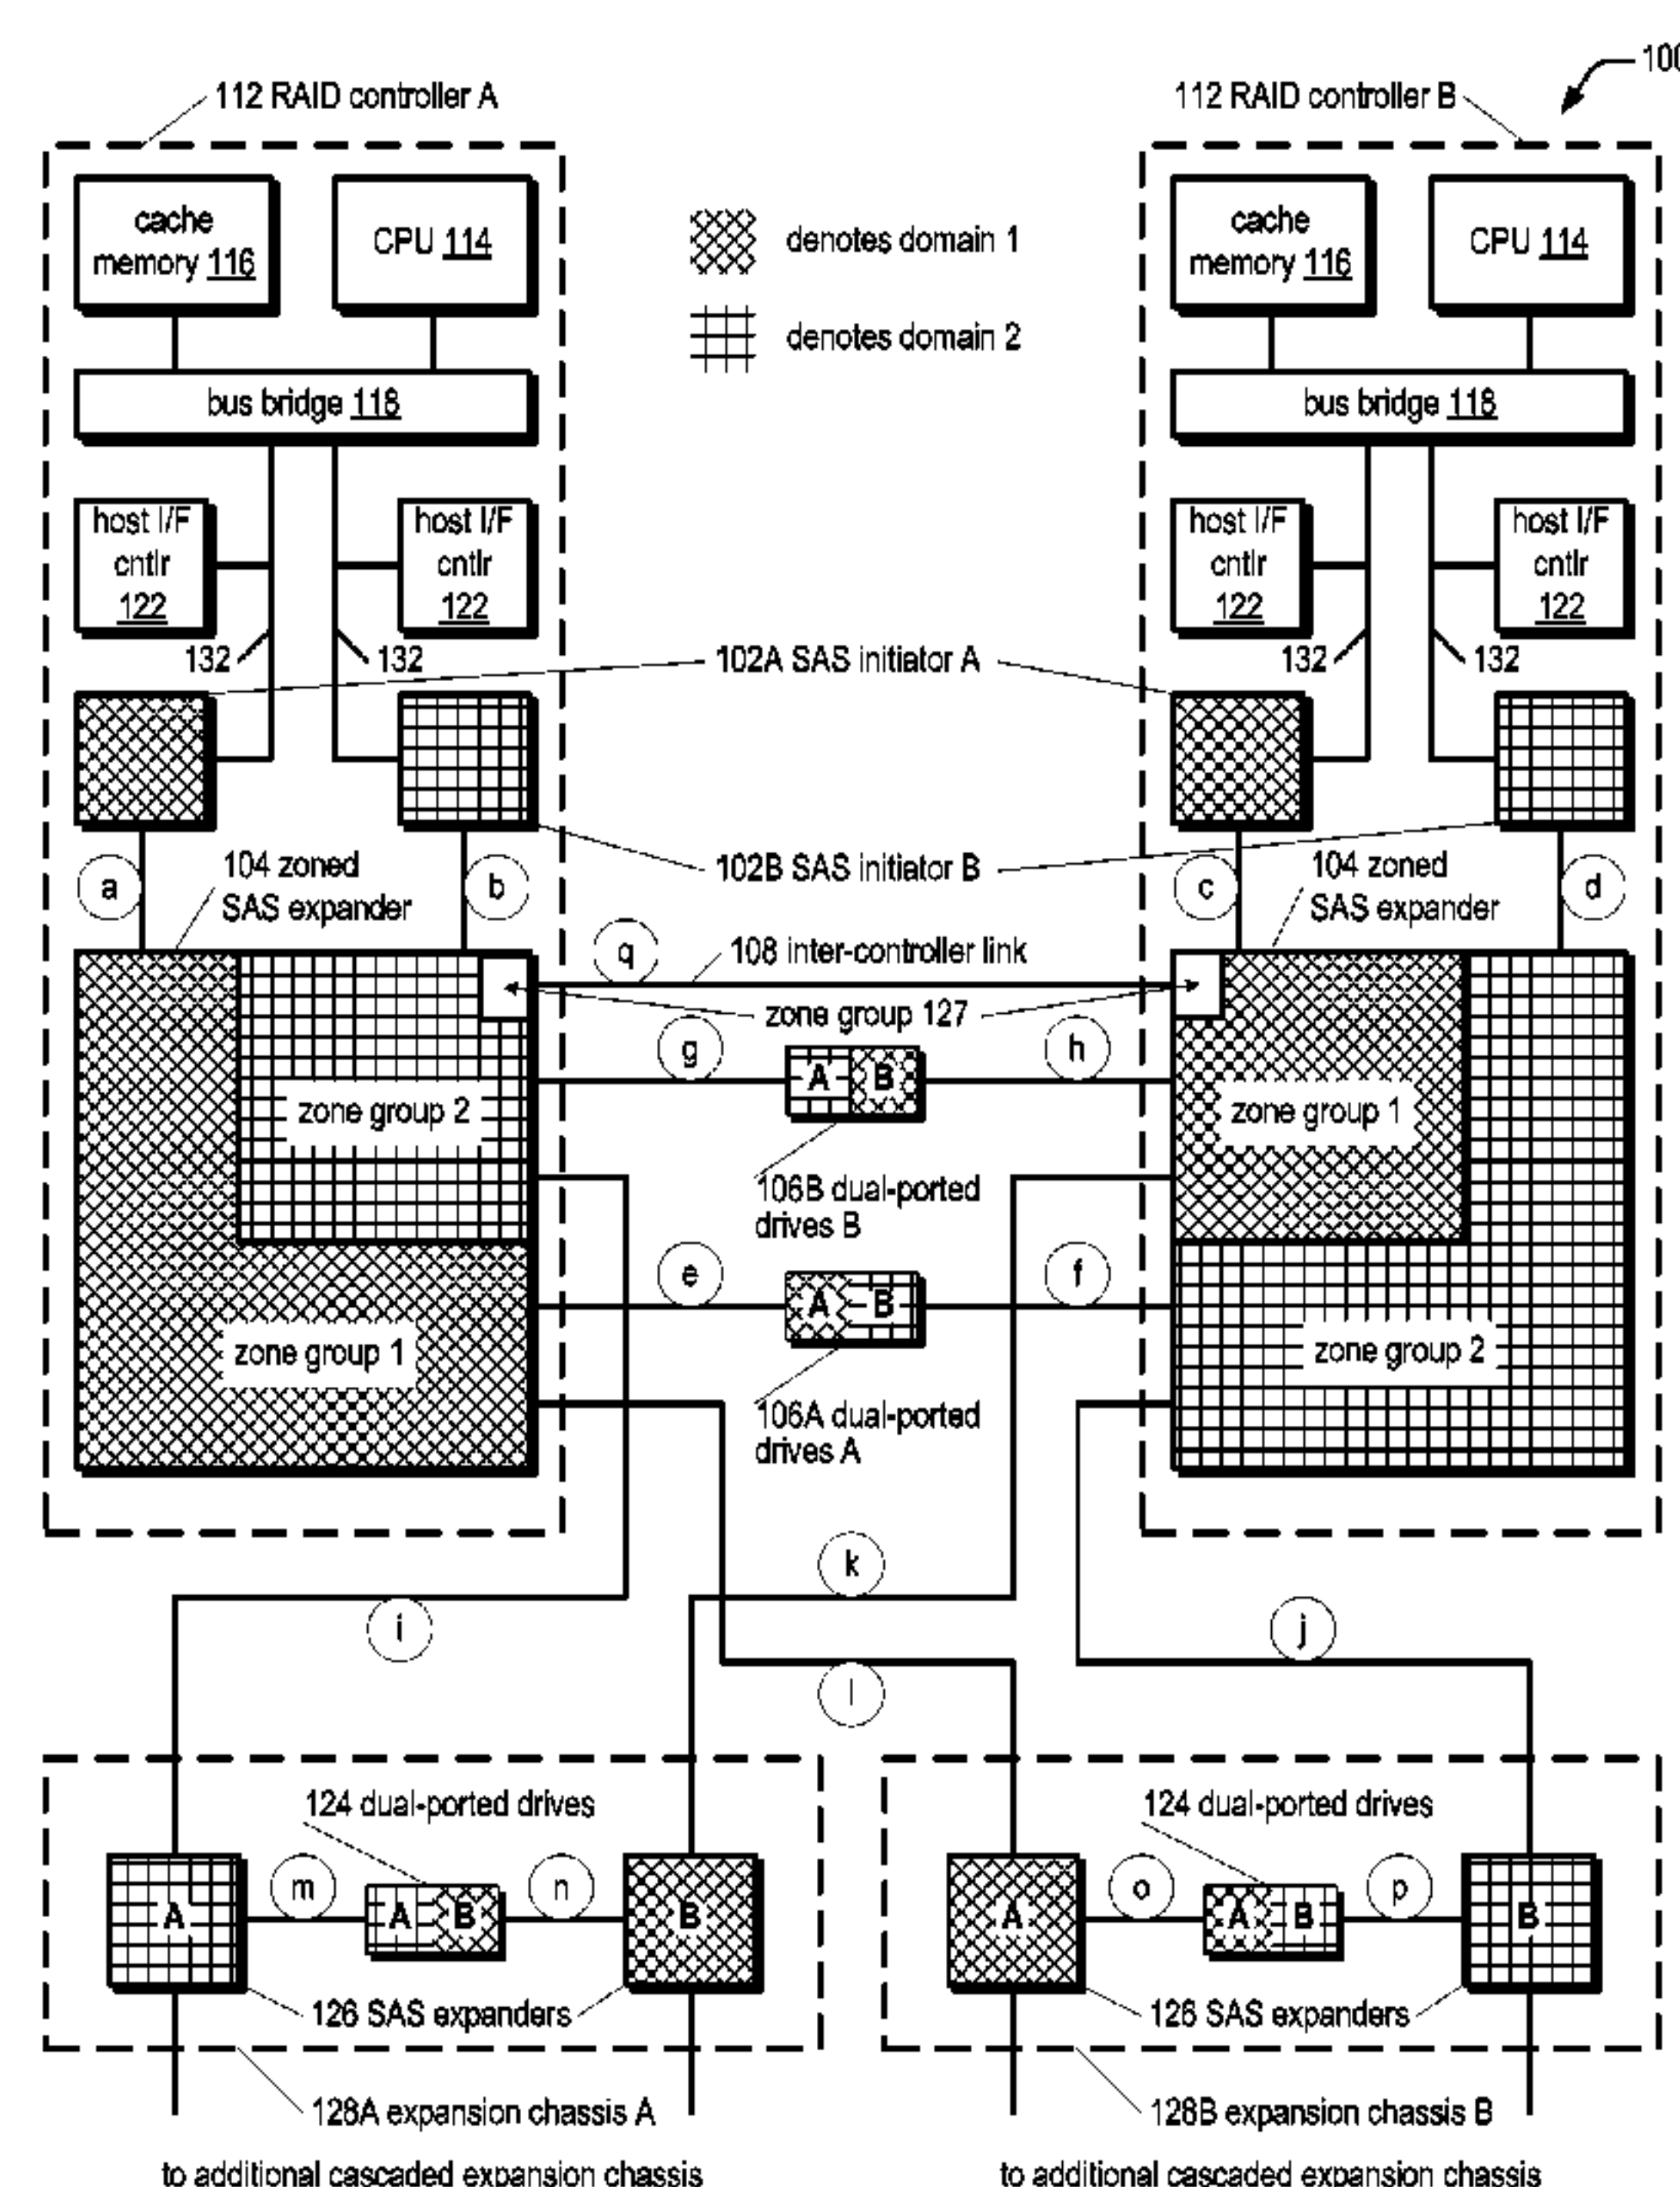 100
112 RAID controller A
112 RAID controller B
cache
memory 116
CPU 114
denotes domain 1
denotes domain 2
cache
memory 116
CPU 114
bus bridge 118
bus bridge 118
host I/F
cntlr
122
host I/F
cntlr
122
host I/F
cntlr
122
host I/F
cntlr
122
132
132
102A SAS initiator A
132
132
102B SAS initiator B
a
104 zoned
SAS expander
b
c
104 zoned
SAS expander
d
q
108 inter-controller link
zone group 127
g
h
A
B
zone group 2
zone group 1
106B dual-ported
drives B
e
f
A
B
zone group 1
zone group 2
106A dual-ported
drives A
k
i
j
l
124 dual-ported drives
124 dual-ported drives
A
m
A
B
n
B
A
o
A
B
p
B
126 SAS expanders
126 SAS expanders
128A expansion chassis A
128B expansion chassis B
to additional cascaded expansion chassis
to additional cascaded expansion chassis